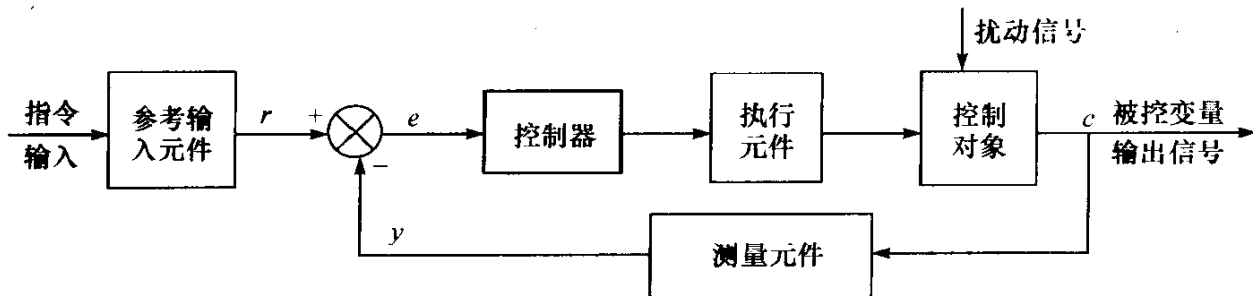 扰动信号
指令
输入
参考输
入元件
r
+
−
e
控制器
执行
元件
控制
对象
c
被控变量
输出信号
y
测量元件